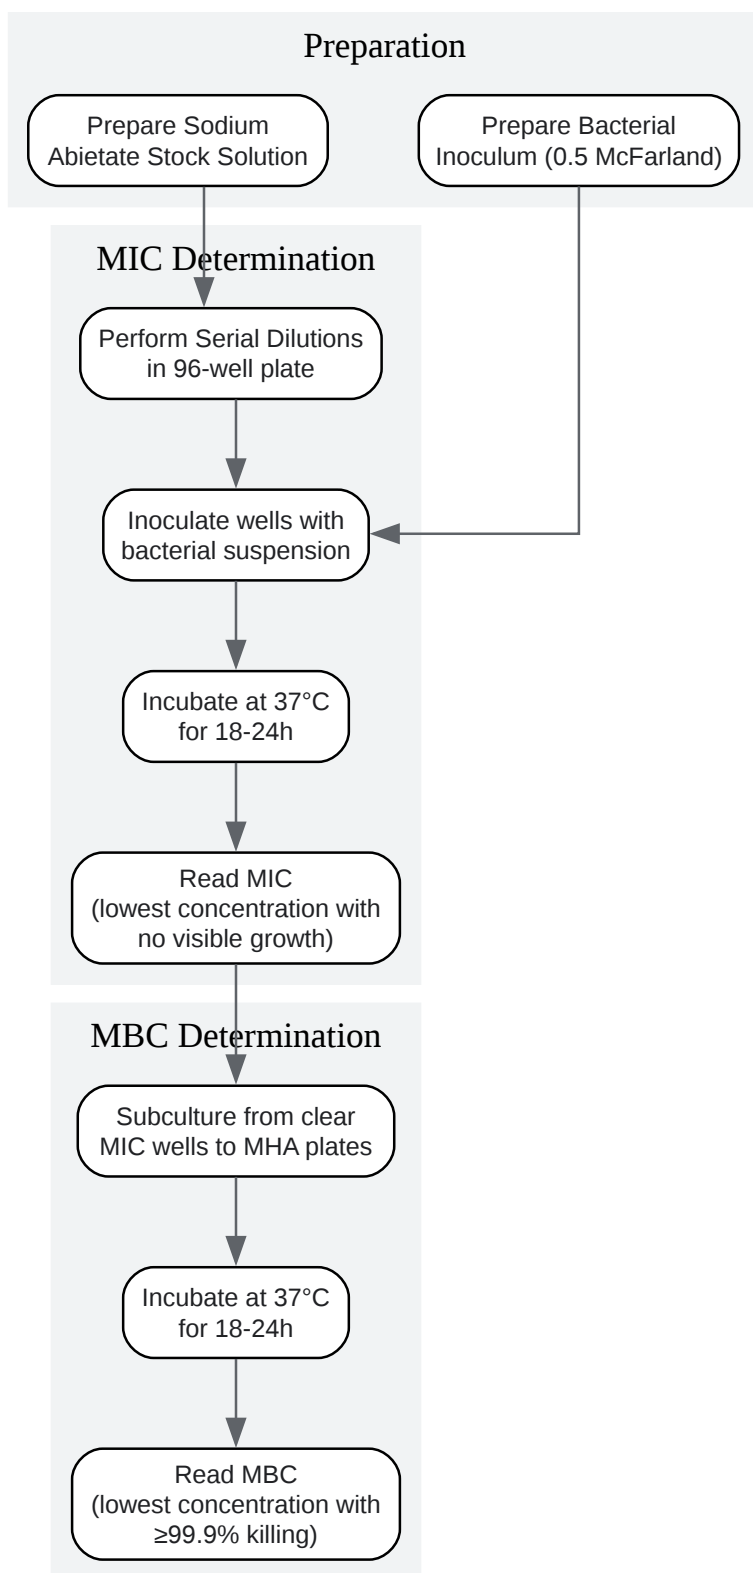 Preparation
Prepare Sodium
Abietate Stock Solution
Prepare Bacterial
Inoculum (0.5 McFarland)
MIC Determination
Perform Serial Dilutions
in 96-well plate
Inoculate wells with
bacterial suspension
Incubate at 37°C
for 18-24h
Read MIC
(lowest concentration with
no visible growth)
MBC Determination
Subculture from clear
MIC wells to MHA plates
Incubate at 37°C
for 18-24h
Read MBC
(lowest concentration with
≥99.9% killing)